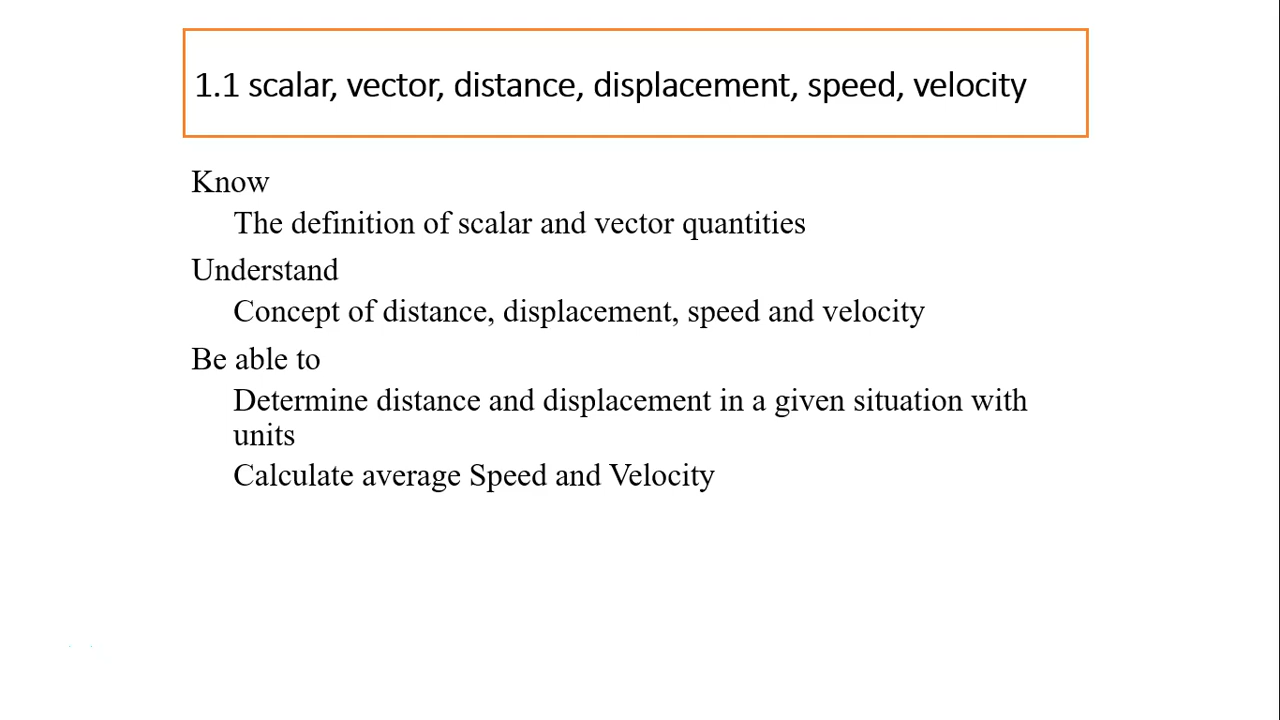 1.1 scalar, vector, distance, displacement, speed, velocity
Know
The definition of scalar and vector quantities
Understand
Concept of distance, displacement, speed and velocity
Be able to
Determine distance and displacement in a given situation with
units
Calculate average Speed and Velocity